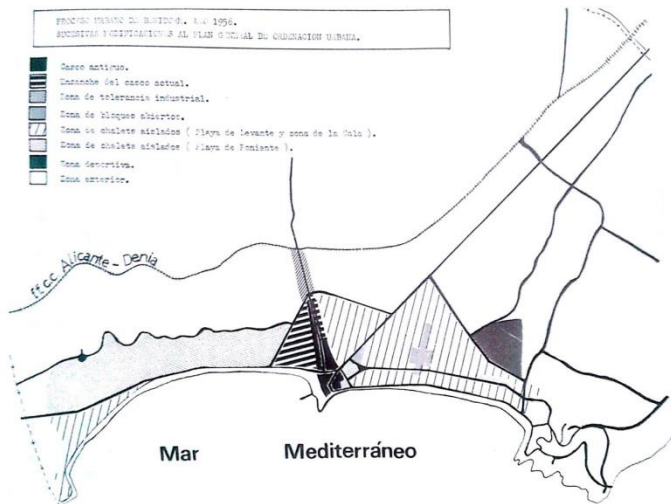 PROCESO URBANO DE BENIDORM. AÑO 1956.
SUCESIVAS MODIFICACIONES AL PLAN GENERAL DE ORDENACION URBANA.
Casco antiguo.
Ensanche del casco actual.
Zona de tolerancia industrial.
Zona de bloques abiertos.
Zona de chalets aislados ( Playa de Levante y zona de la Cala ).
Zona de chalets aislados ( Playa de Poniente ).
Zona deportiva.
Zona exterior.
ff.c.c. Alicante-Denia
Mar Mediterráneo